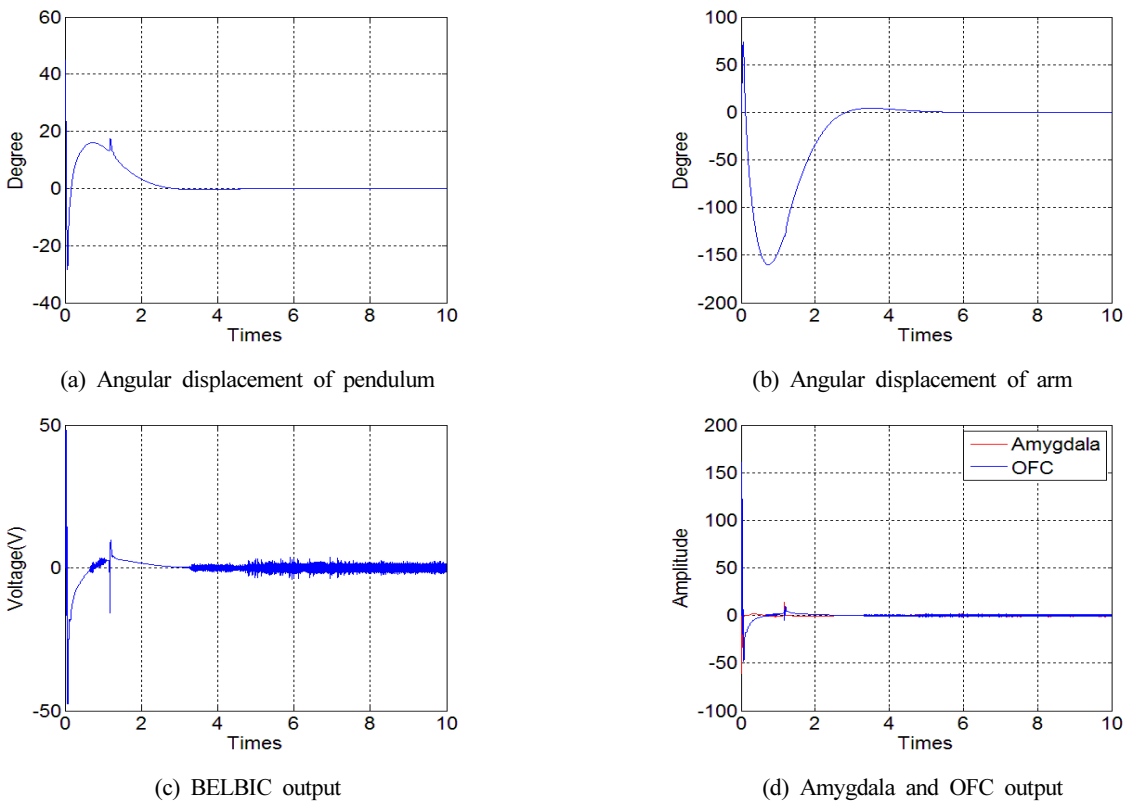 60
40
20
0
-20
-40
Degree
0 2 4 6 8 10
Times
(a) Angular displacement of pendulum
100
50
0
-50
-100
-150
-200
Degree
0 2 4 6 8 10
Times
(b) Angular displacement of arm
50
0
-50
Voltage(V)
0 2 4 6 8 10
Times
(c) BELBIC output
200
150
100
50
0
-50
-100
Amplitude
Amygdala
OFC
0 2 4 6 8 10
Times
(d) Amygdala and OFC output